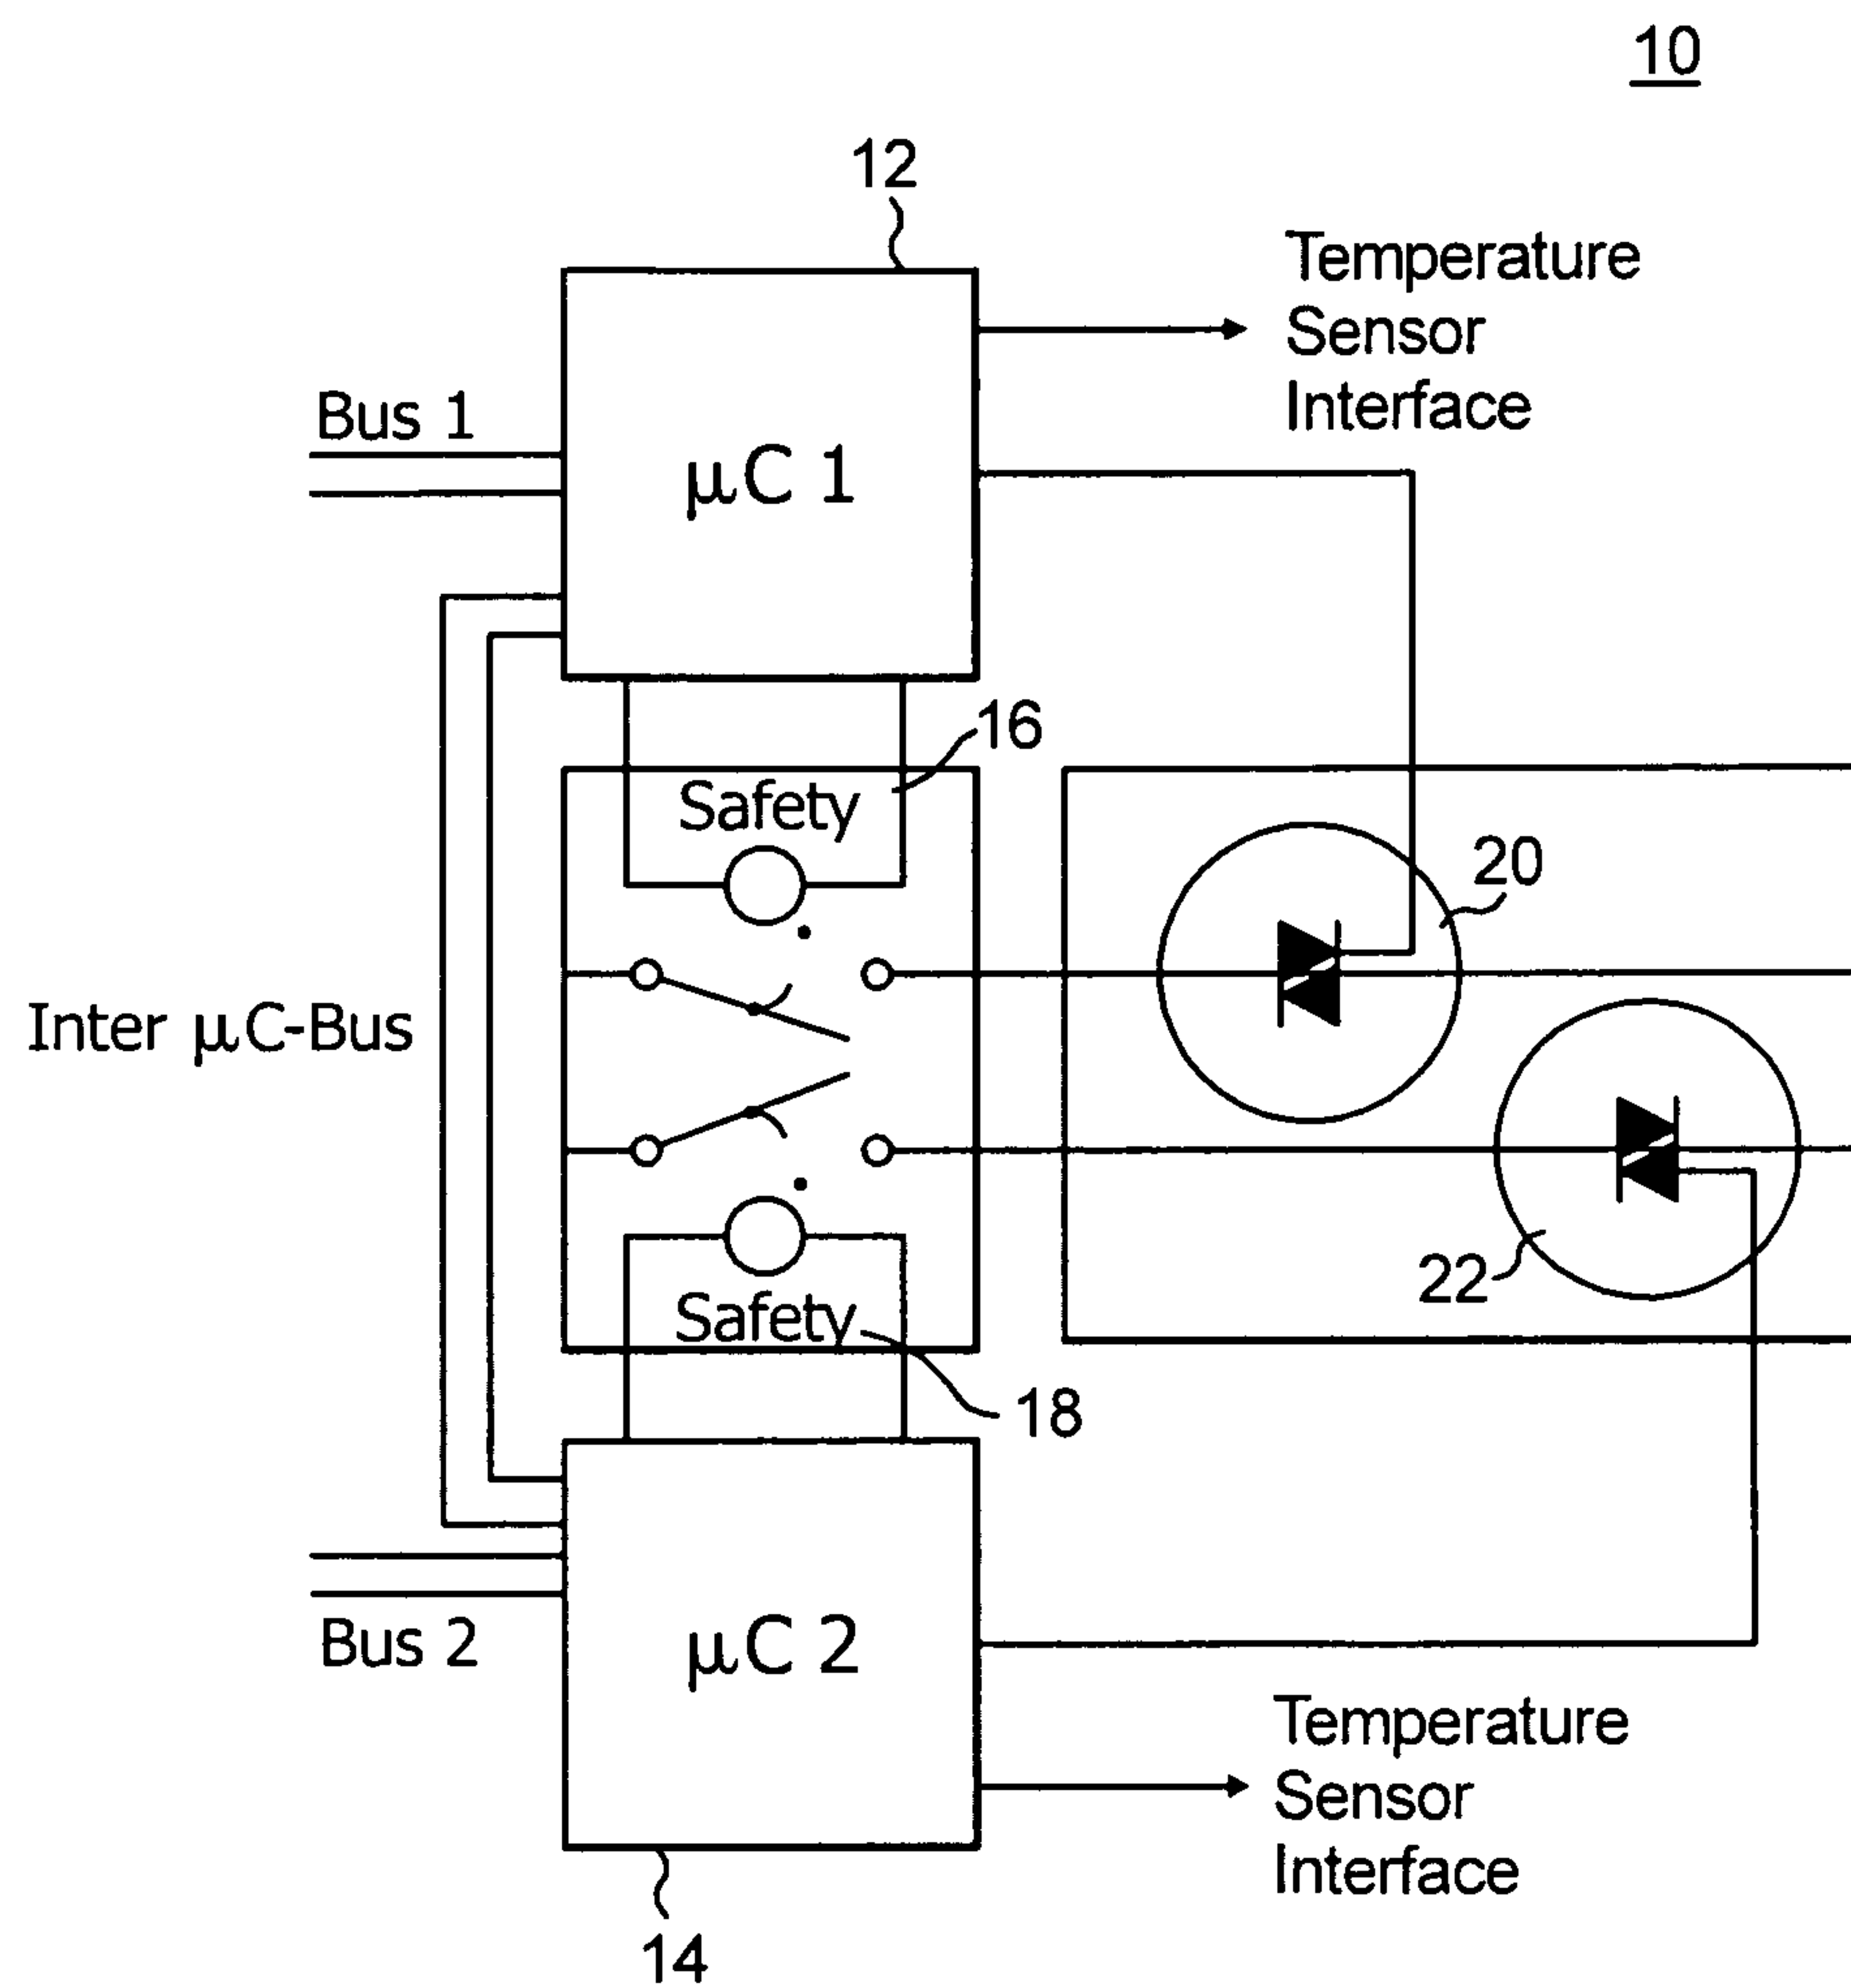 10
12
Temperature
Sensor
Interface
Bus 1
µC 1
16
Safety
20
Inter µC-Bus
22
Safety
18
Bus 2
µC 2
Temperature
Sensor
Interface
14